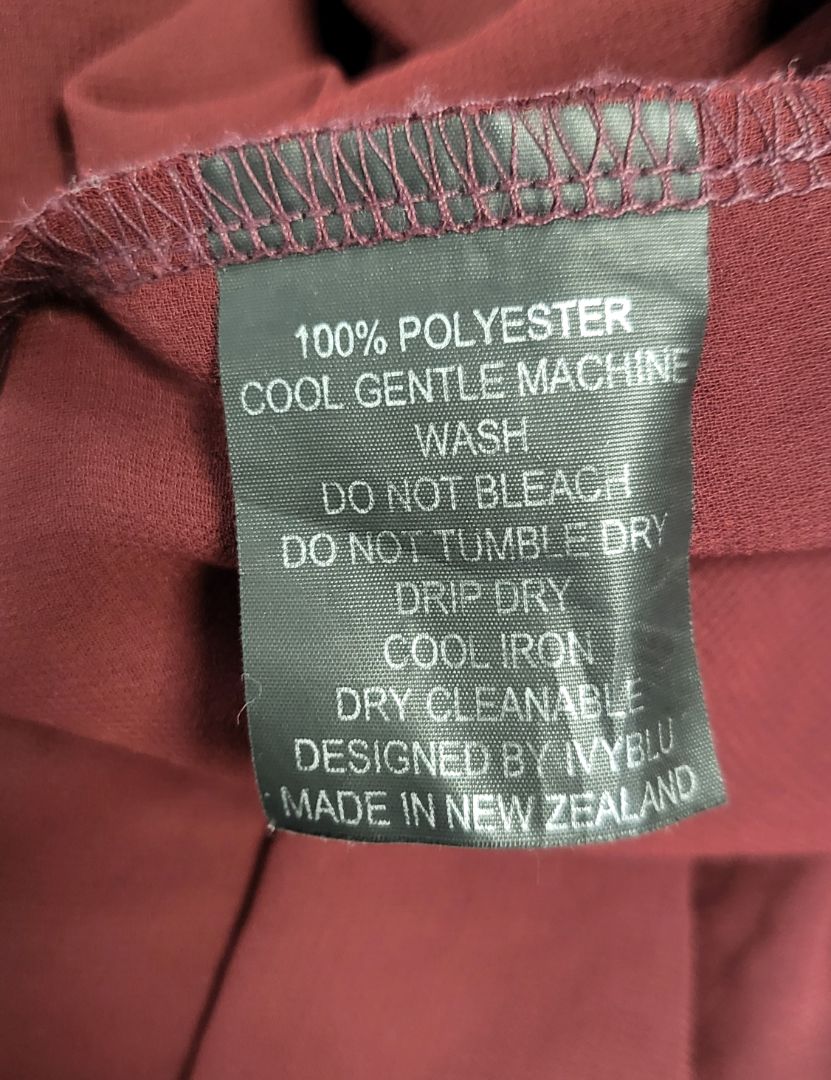 100% POLYESTER
COOL GENTLE MACHINE
WASH
DO NOT BLEACH
DO NOT TUMBLE DRY
DRIP DRY
COOL IRON
DRY CLEANABLE
DESIGNED BY IVYBLU
MADE IN NEW ZEALAND